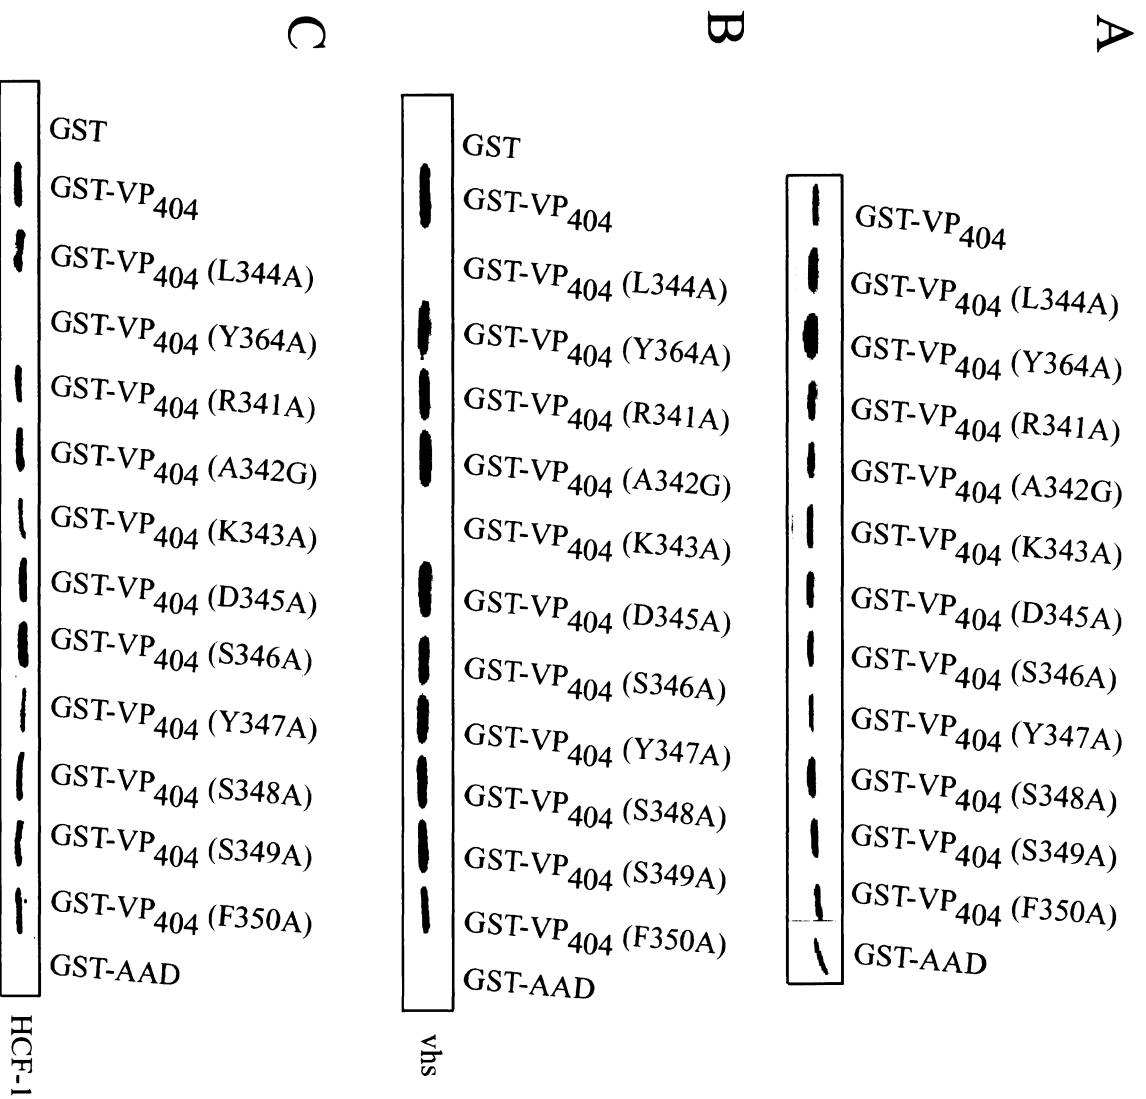 A
GST-VP404
GST-VP404 (L344A)
GST-VP404 (Y364A)
GST-VP404 (R341A)
GST-VP404 (A342G)
GST-VP404 (K343A)
GST-VP404 (D345A)
GST-VP404 (S346A)
GST-VP404 (Y347A)
GST-VP404 (S348A)
GST-VP404 (S349A)
GST-VP404 (F350A)
GST-AAD
B
GST
GST-VP404
GST-VP404 (L344A)
GST-VP404 (Y364A)
GST-VP404 (R341A)
GST-VP404 (A342G)
GST-VP404 (K343A)
GST-VP404 (D345A)
GST-VP404 (S346A)
GST-VP404 (Y347A)
GST-VP404 (S348A)
GST-VP404 (S349A)
GST-VP404 (F350A)
GST-AAD
vhs
C
GST
GST-VP404
GST-VP404 (L344A)
GST-VP404 (Y364A)
GST-VP404 (R341A)
GST-VP404 (A342G)
GST-VP404 (K343A)
GST-VP404 (D345A)
GST-VP404 (S346A)
GST-VP404 (Y347A)
GST-VP404 (S348A)
GST-VP404 (S349A)
GST-VP404 (F350A)
GST-AAD
HCF-1